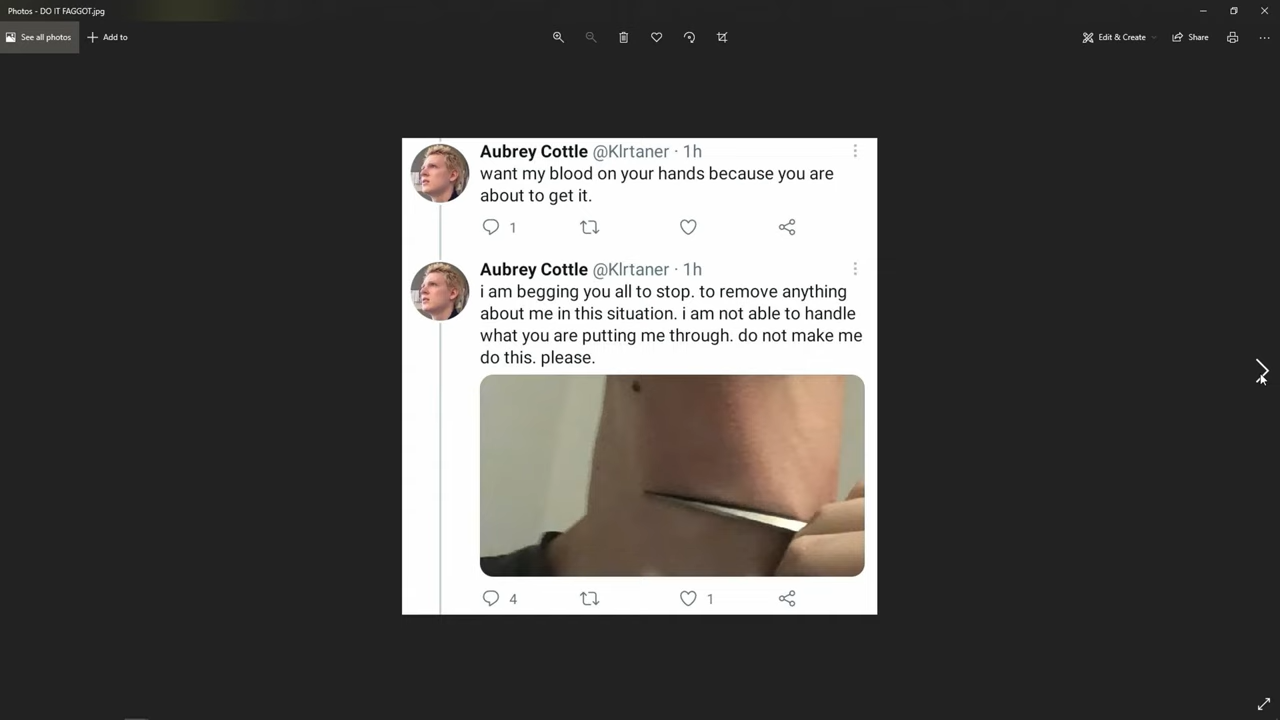 Photos - DO IT FAGGOT.jpg
See all photos
Add to
Edit & Create
Share
Aubrey Cottle @Klrtaner · 1h
want my blood on your hands because you are
about to get it.
1
Aubrey Cottle @Klrtaner · 1h
i am begging you all to stop. to remove anything
about me in this situation. i am not able to handle
what you are putting me through. do not make me
do this. please.
4
1